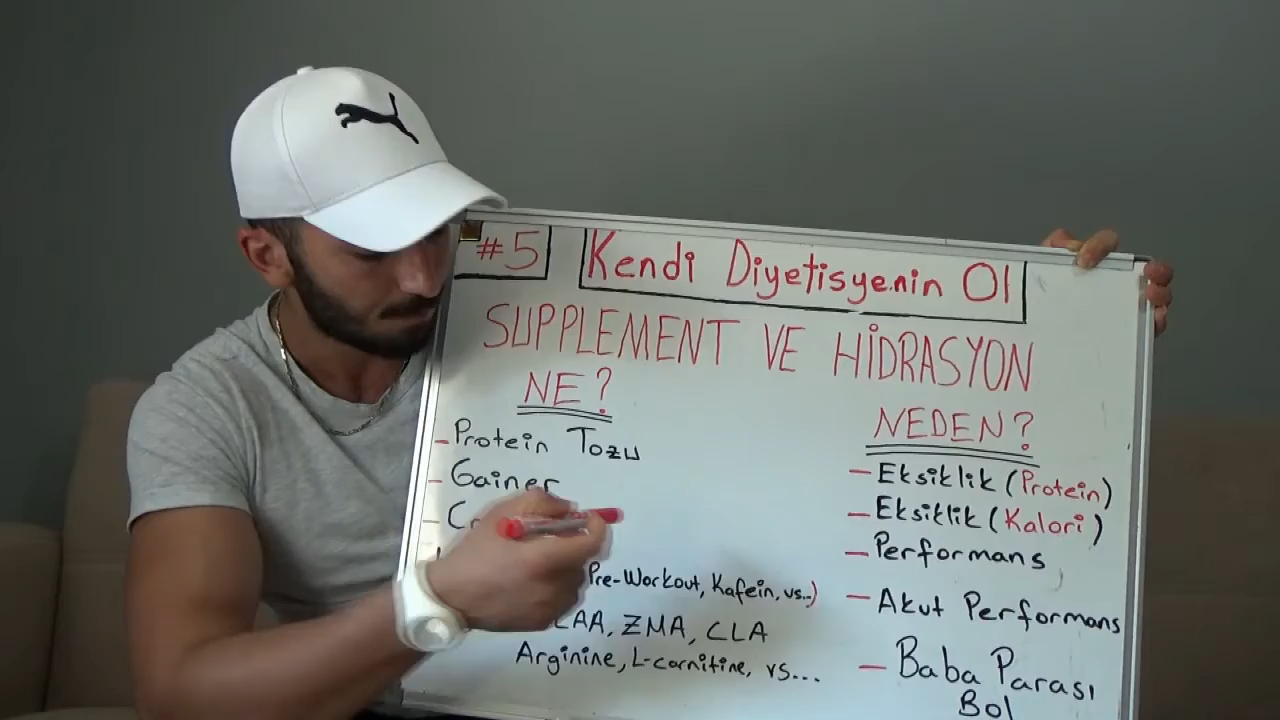 #5 Kendi Diyetisyenin Ol
SUPPLEMENT VE HİDRASYON
NE?
- Protein Tozu
- Gainer
Pre-Workout, Kafein, vs..)
ZMA, CLA
Arginine, L-carnitine, vs...
NEDEN?
- Eksiklik (Protein)
- Eksiklik (Kalori)
- Performans
- Akut Performans
- Baba Parası
Bol